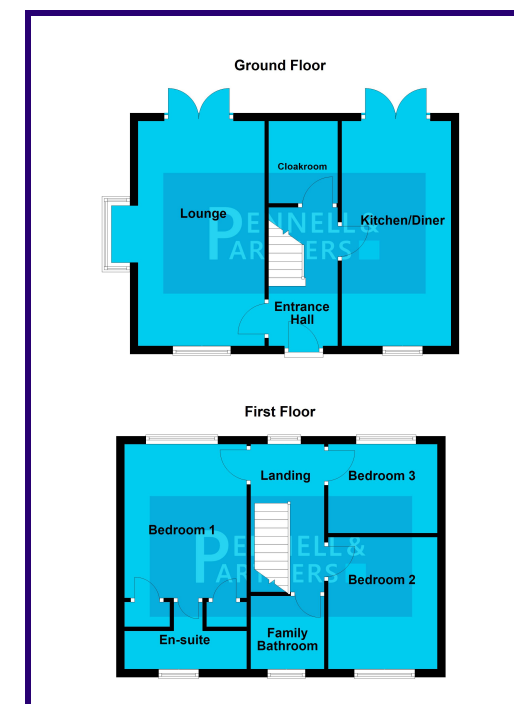 Ground Floor
Cloakroom
Lounge
Kitchen/Diner
PENNELL &
PARTNERS
Entrance
Hall
First Floor
Landing
Bedroom 3
Bedroom 1
PENNELL &
PARTNERS
Bedroom 2
En-suite
Family
Bathroom